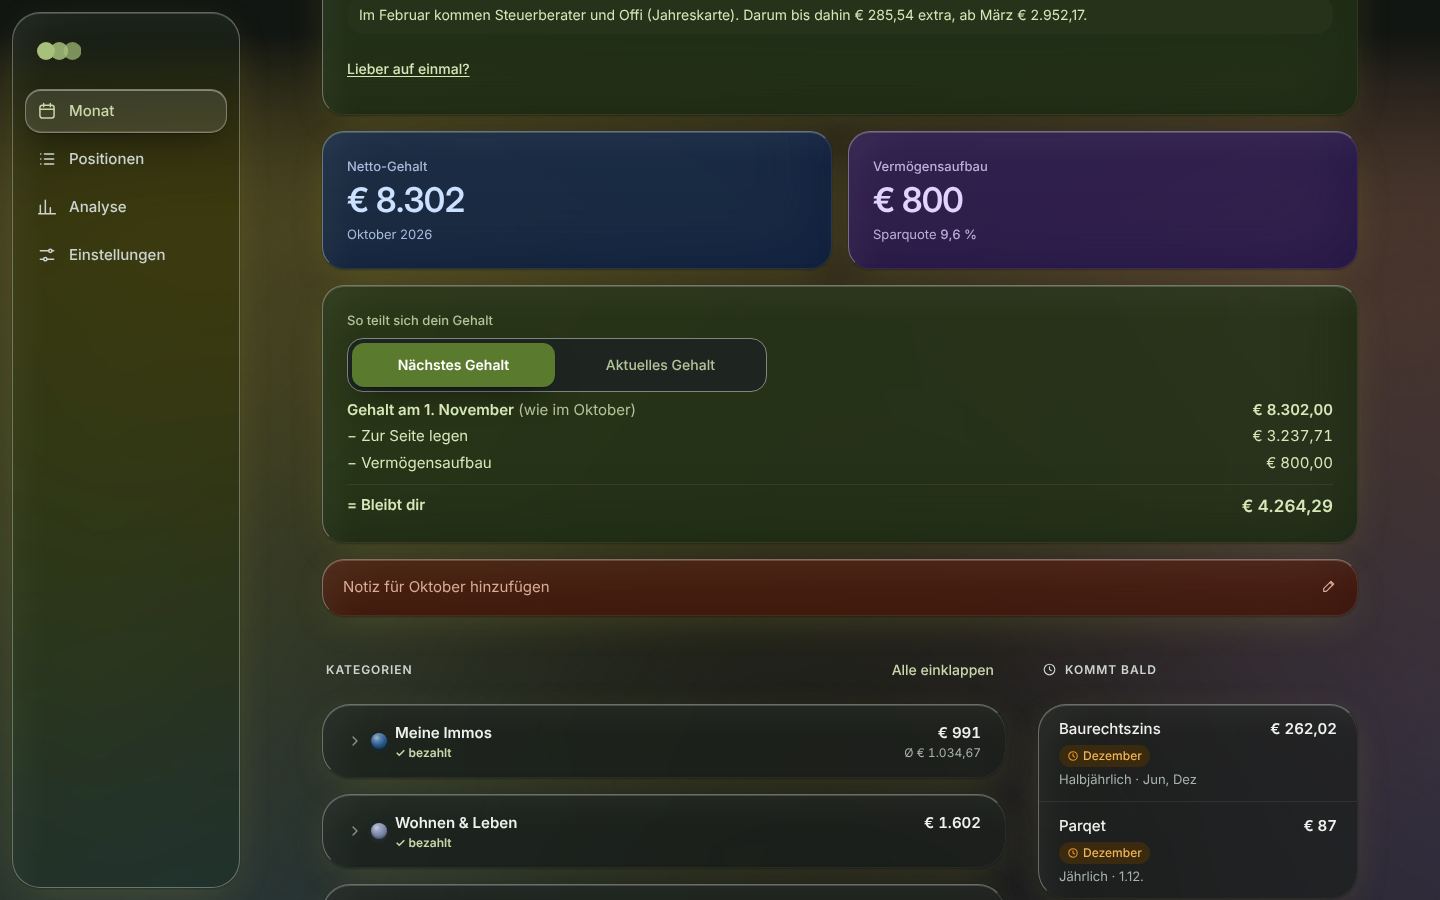 Im Februar kommen Steuerberater und Offi (Jahreskarte). Darum bis dahin € 285,54 extra, ab März € 2.952,17.
Lieber auf einmal?
Monat
Positionen
Analyse
Einstellungen
Netto-Gehalt
€ 8.302
Oktober 2026
Vermögensaufbau
€ 800
Sparquote 9,6 %
So teilt sich dein Gehalt
Nächstes Gehalt
Aktuelles Gehalt
Gehalt am 1. November (wie im Oktober) € 8.302,00
− Zur Seite legen € 3.237,71
− Vermögensaufbau € 800,00
= Bleibt dir € 4.264,29
Notiz für Oktober hinzufügen
KATEGORIEN
Alle einklappen
Meine Immos € 991
✓ bezahlt Ø € 1.034,67
Wohnen & Leben € 1.602
✓ bezahlt
KOMMT BALD
Baurechtszins € 262,02
Dezember
Halbjährlich · Jun, Dez
Parqet € 87
Dezember
Jährlich · 1.12.